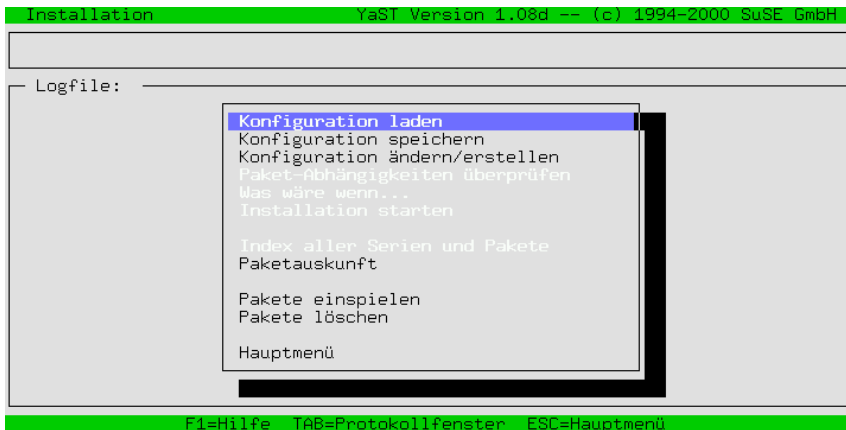 Installation YaST Version 1.08d -- (c) 1994-2000 SuSE GmbH
Logfile:
Konfiguration laden
Konfiguration speichern
Konfiguration ändern/erstellen
Paket-Abhängigkeiten überprüfen
Was wäre wenn...
Installation starten
Index aller Serien und Pakete
Paketauskunft
Pakete einspielen
Pakete löschen
Hauptmenü
F1=Hilfe TAB=Protokollfenster ESC=Hauptmenü